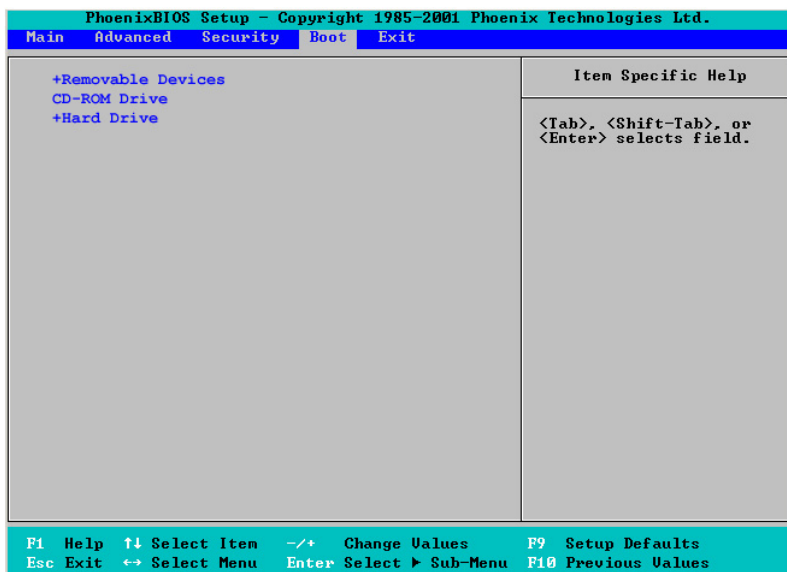 PhoenixBIOS Setup – Copyright 1985-2001 Phoenix Technologies Ltd.
Main Advanced Security Boot Exit
+Removable Devices
CD-ROM Drive
+Hard Drive
Item Specific Help
<Tab>, <Shift-Tab>, or
<Enter> selects field.
F1 Help ↑↓ Select Item -/+ Change Values F9 Setup Defaults
Esc Exit ↔ Select Menu Enter Select ▶ Sub-Menu F10 Previous Values